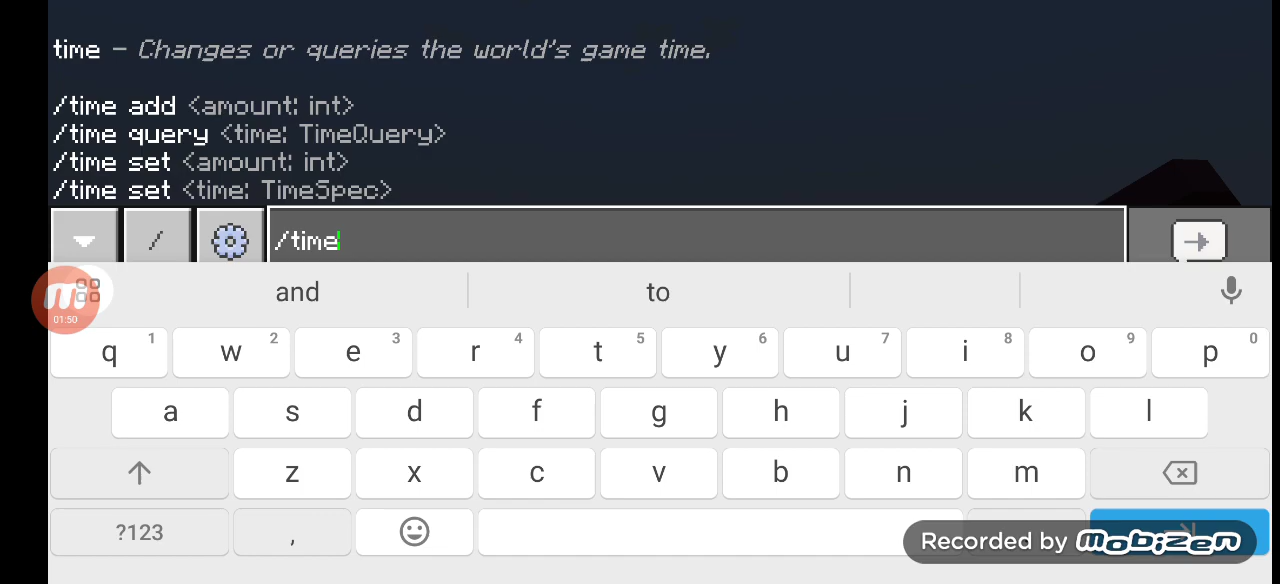 time – Changes or queries the world's game time.
/time add <amount: int>
/time query <time: TimeQuery>
/time set <amount: int>
/time set <time: TimeSpec>
/ /time
m
01:50
and to
q 1 w 2 e 3 r 4 t 5 y 6 u 7 i 8 o 9 p 0
a s d f g h j k l
z x c v b n m
?123 ,
Recorded by mobizen